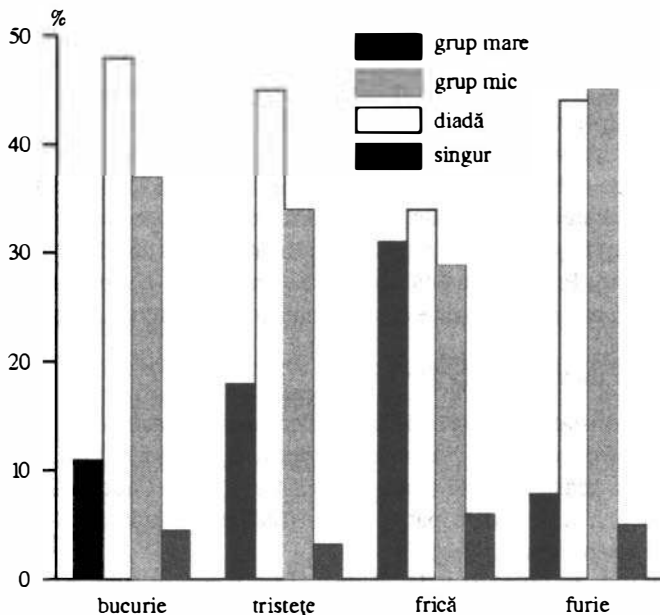 %
50
grup mare
grup mic
40
diadă
singur
30
20
10
0
bucurie
tristețe
frică
furie